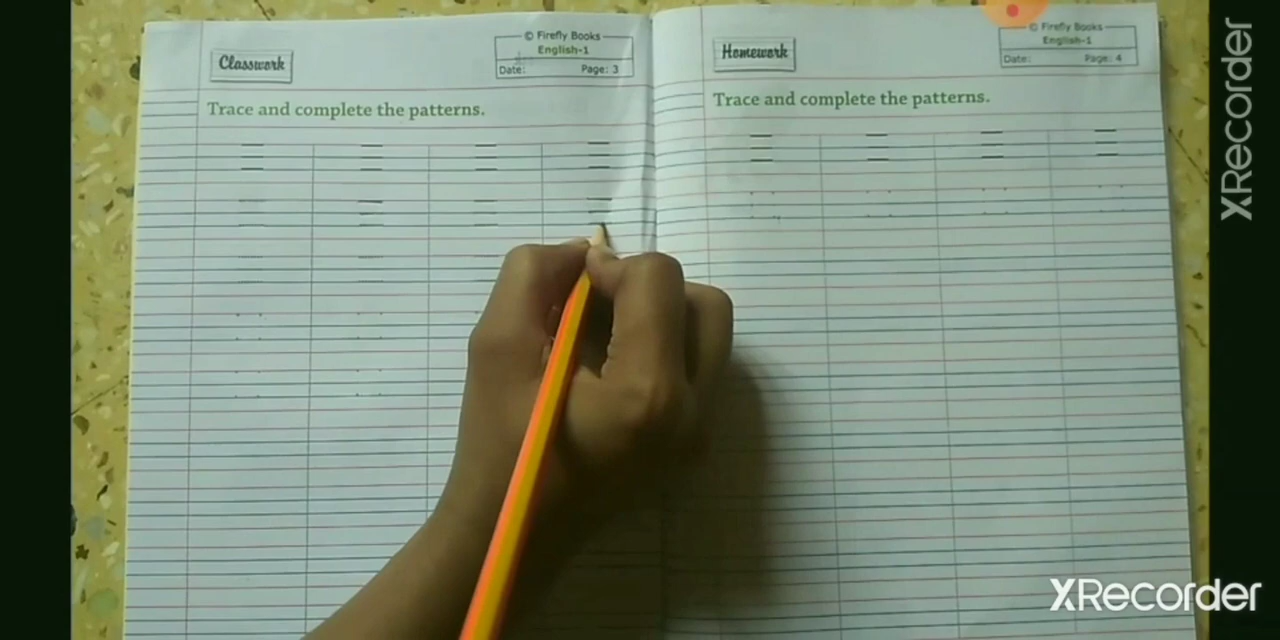 Classwork
© Firefly Books
English-1
Date: Page: 3
Trace and complete the patterns.
Homework
© Firefly Books
English-1
Date: Page: 4
Trace and complete the patterns.
XRecorder
XRecorder